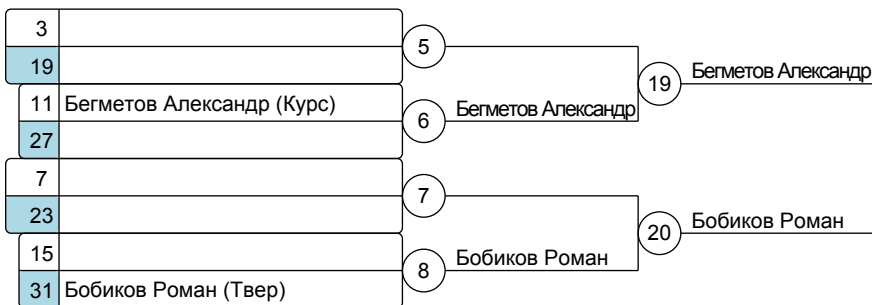 3
5
19
19 Бегметов Александр
11 Бегметов Александр (Курс)
6 Бегметов Александр
27
7
7
23
20 Бобиков Роман
15
8 Бобиков Роман
31 Бобиков Роман (Твер)